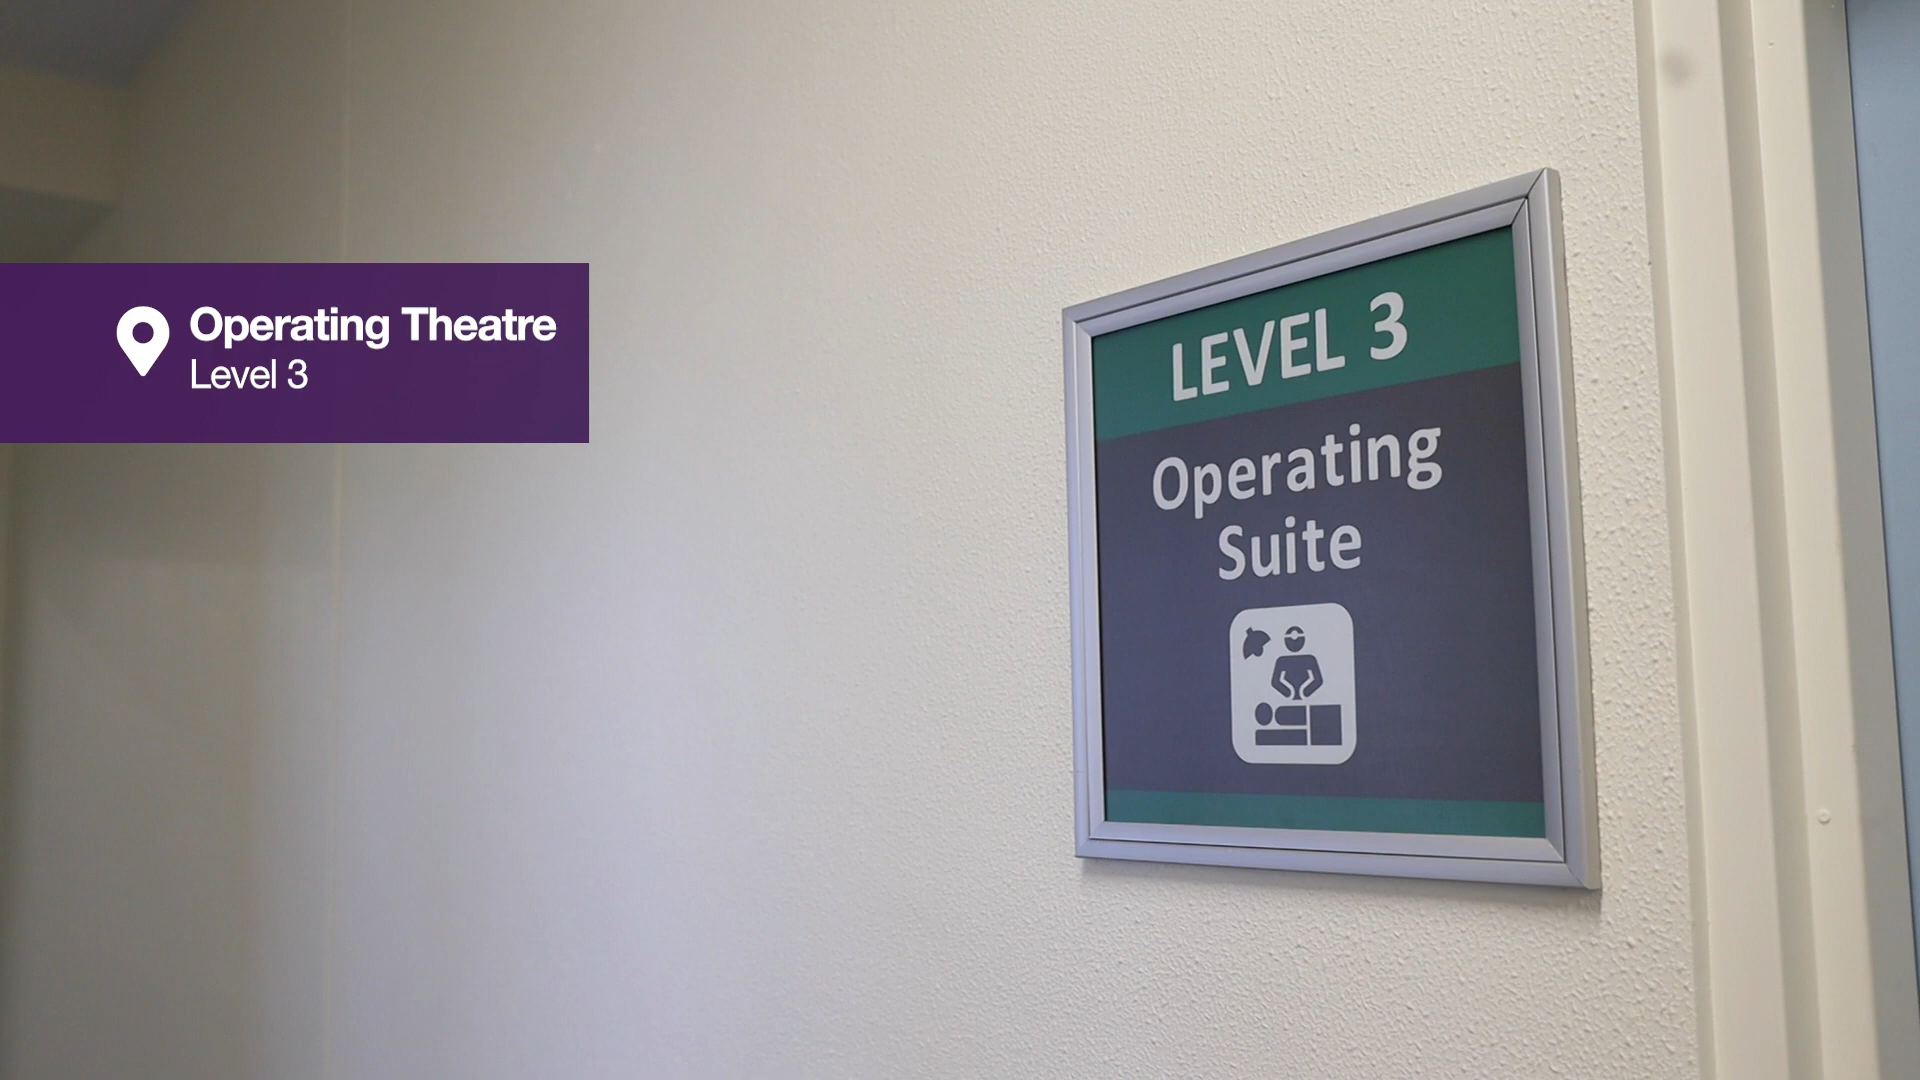 Operating Theatre
Level 3
LEVEL 3
Operating
Suite